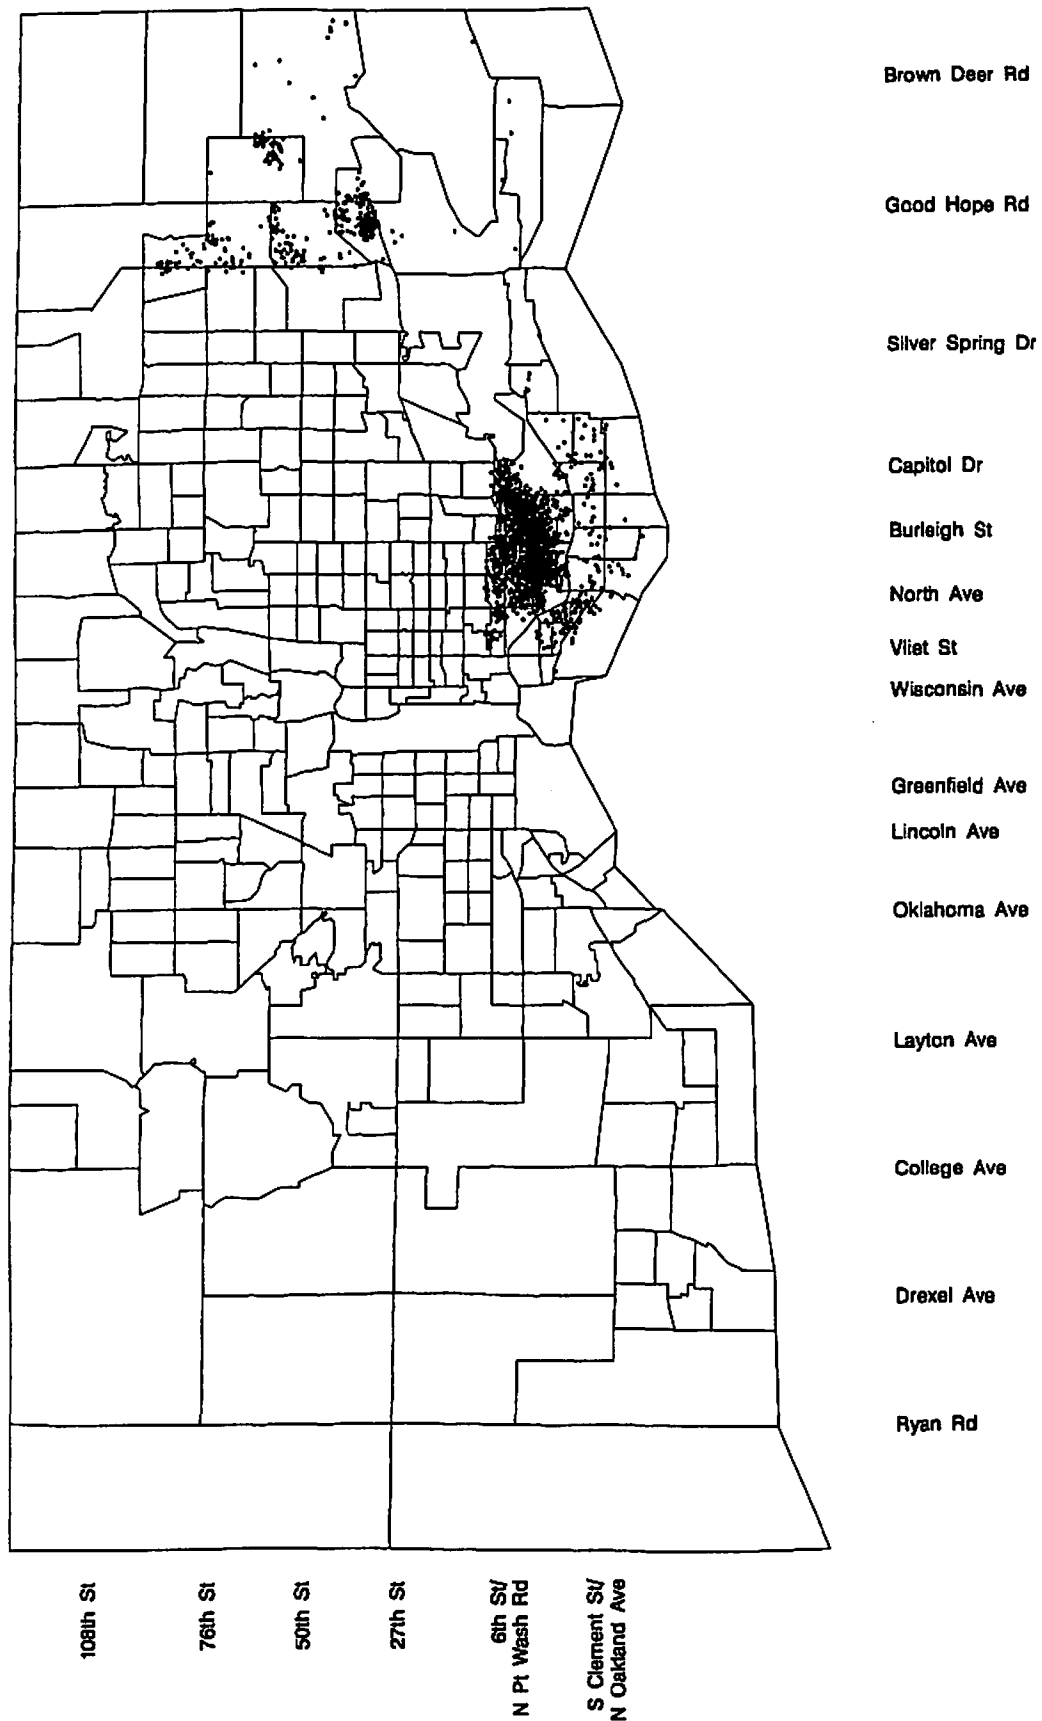 Brown Deer Rd
Good Hope Rd
Silver Spring Dr
Capitol Dr
Burleigh St
North Ave
Vliet St
Wisconsin Ave
Greenfield Ave
Lincoln Ave
Oklahoma Ave
Layton Ave
College Ave
Drexel Ave
Ryan Rd
108th St
76th St
50th St
27th St
6th St/
N Pt Wash Rd
S Clement St/
N Oakland Ave